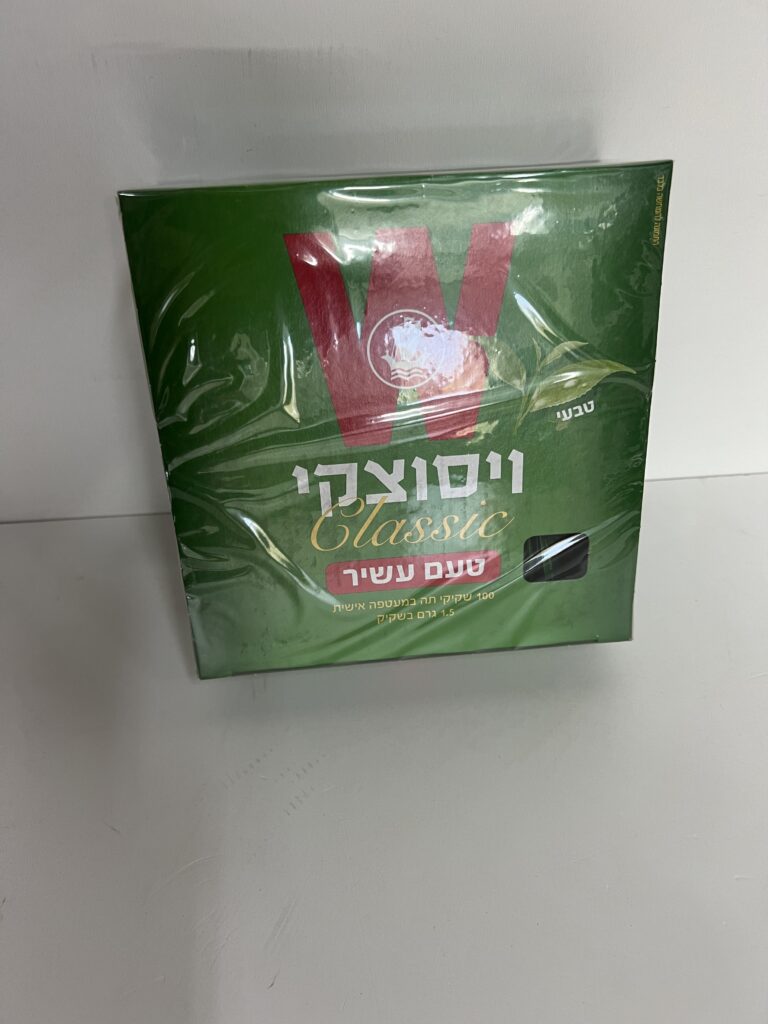 W
טבעי
ויסוצקי
Classic
טעם עשיר
100 שקיקי תה במעטפה אישית
1.5 גרם בשקיק